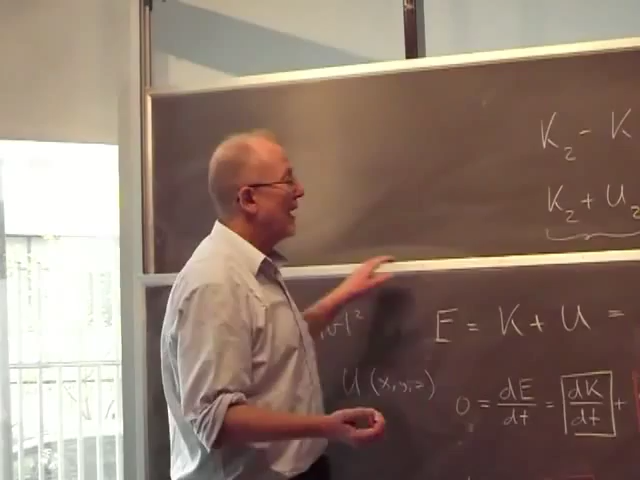 K₂ - K
K₂ + U₂
E = K + U =
U (x,y,z)
0 = dE/dt = dK/dt +